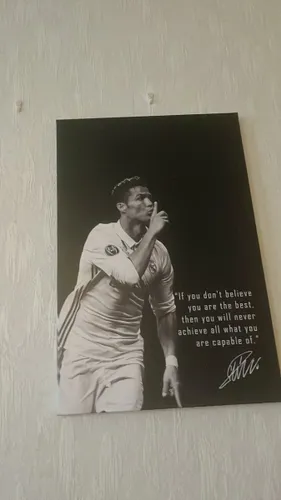 "If you don't believe
you are the best,
then you will never
achieve all what you
are capable of."